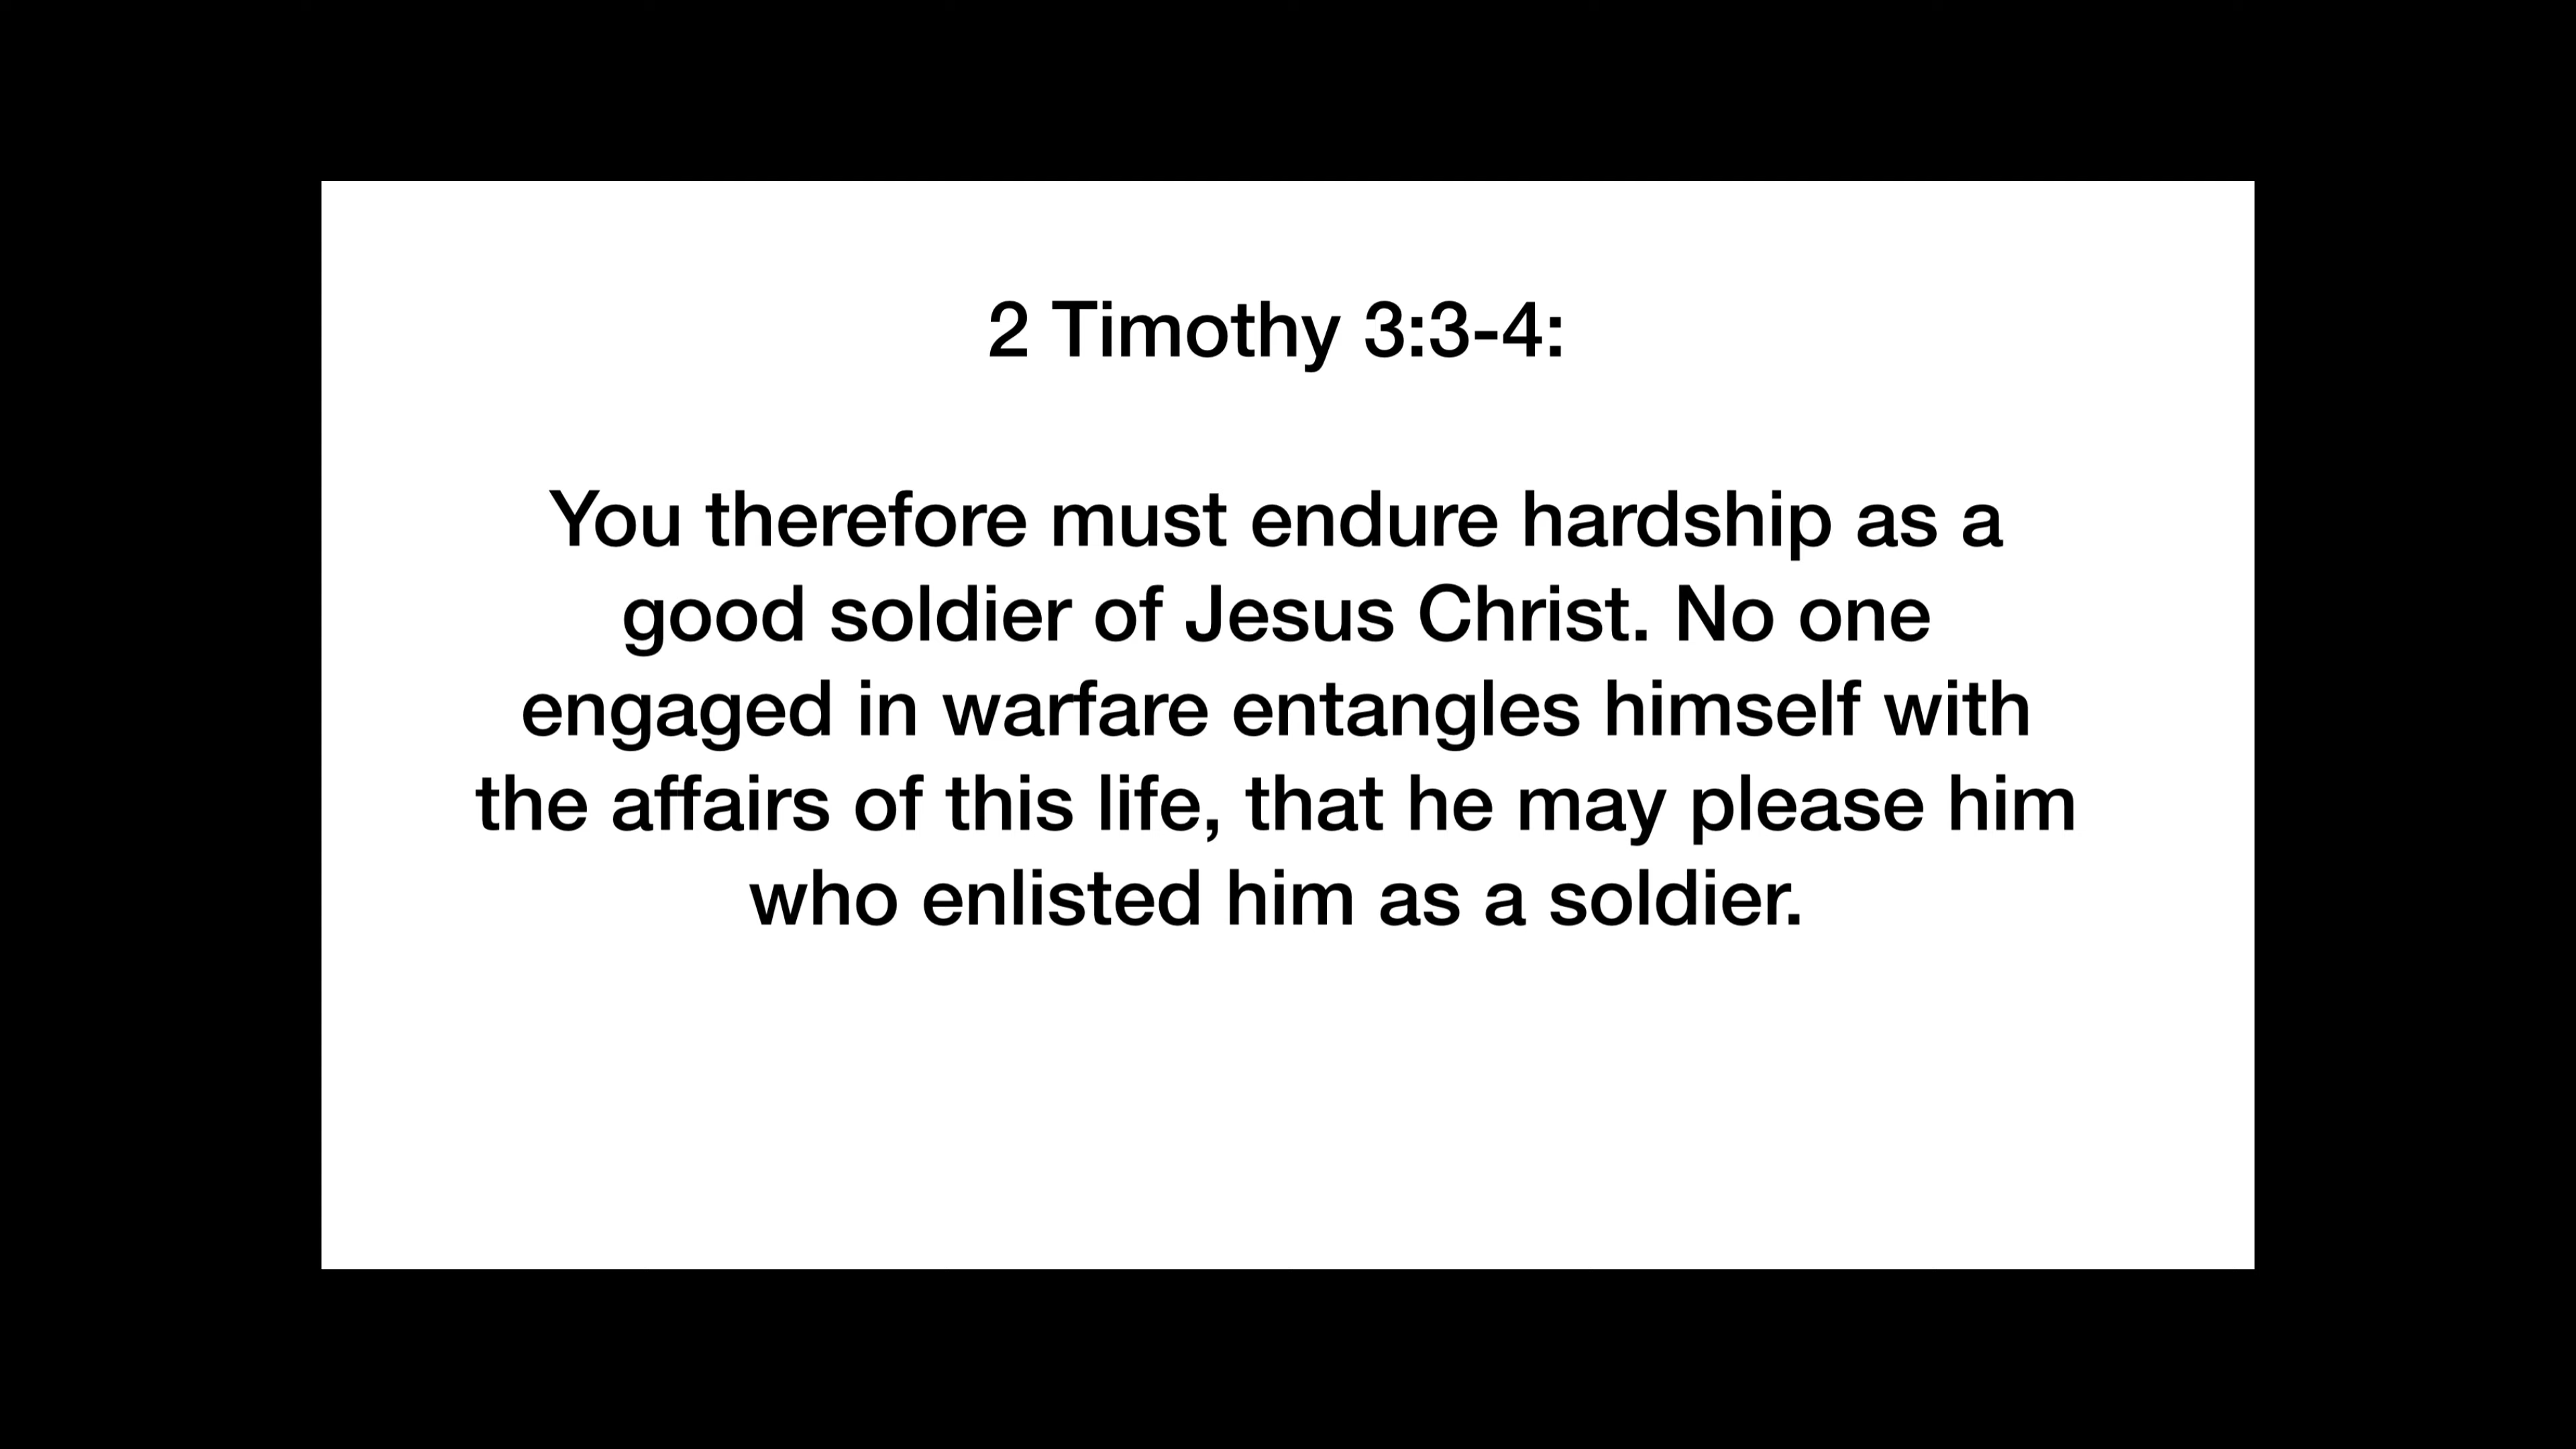 2 Timothy 3:3-4:
You therefore must endure hardship as a
good soldier of Jesus Christ. No one
engaged in warfare entangles himself with
the affairs of this life, that he may please him
who enlisted him as a soldier.